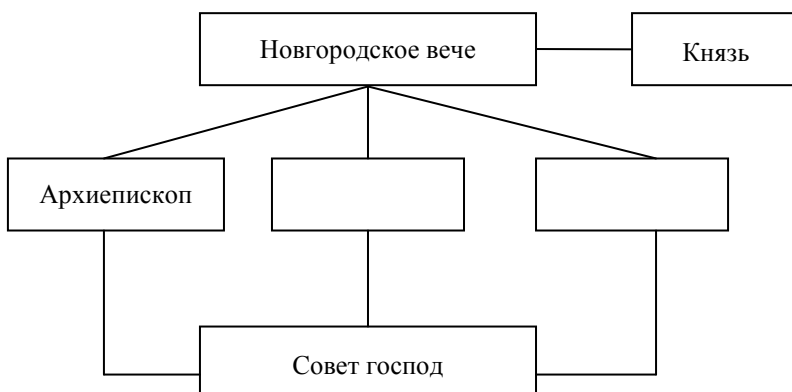 Новгородское вече
Князь
Архиепископ
Совет господ